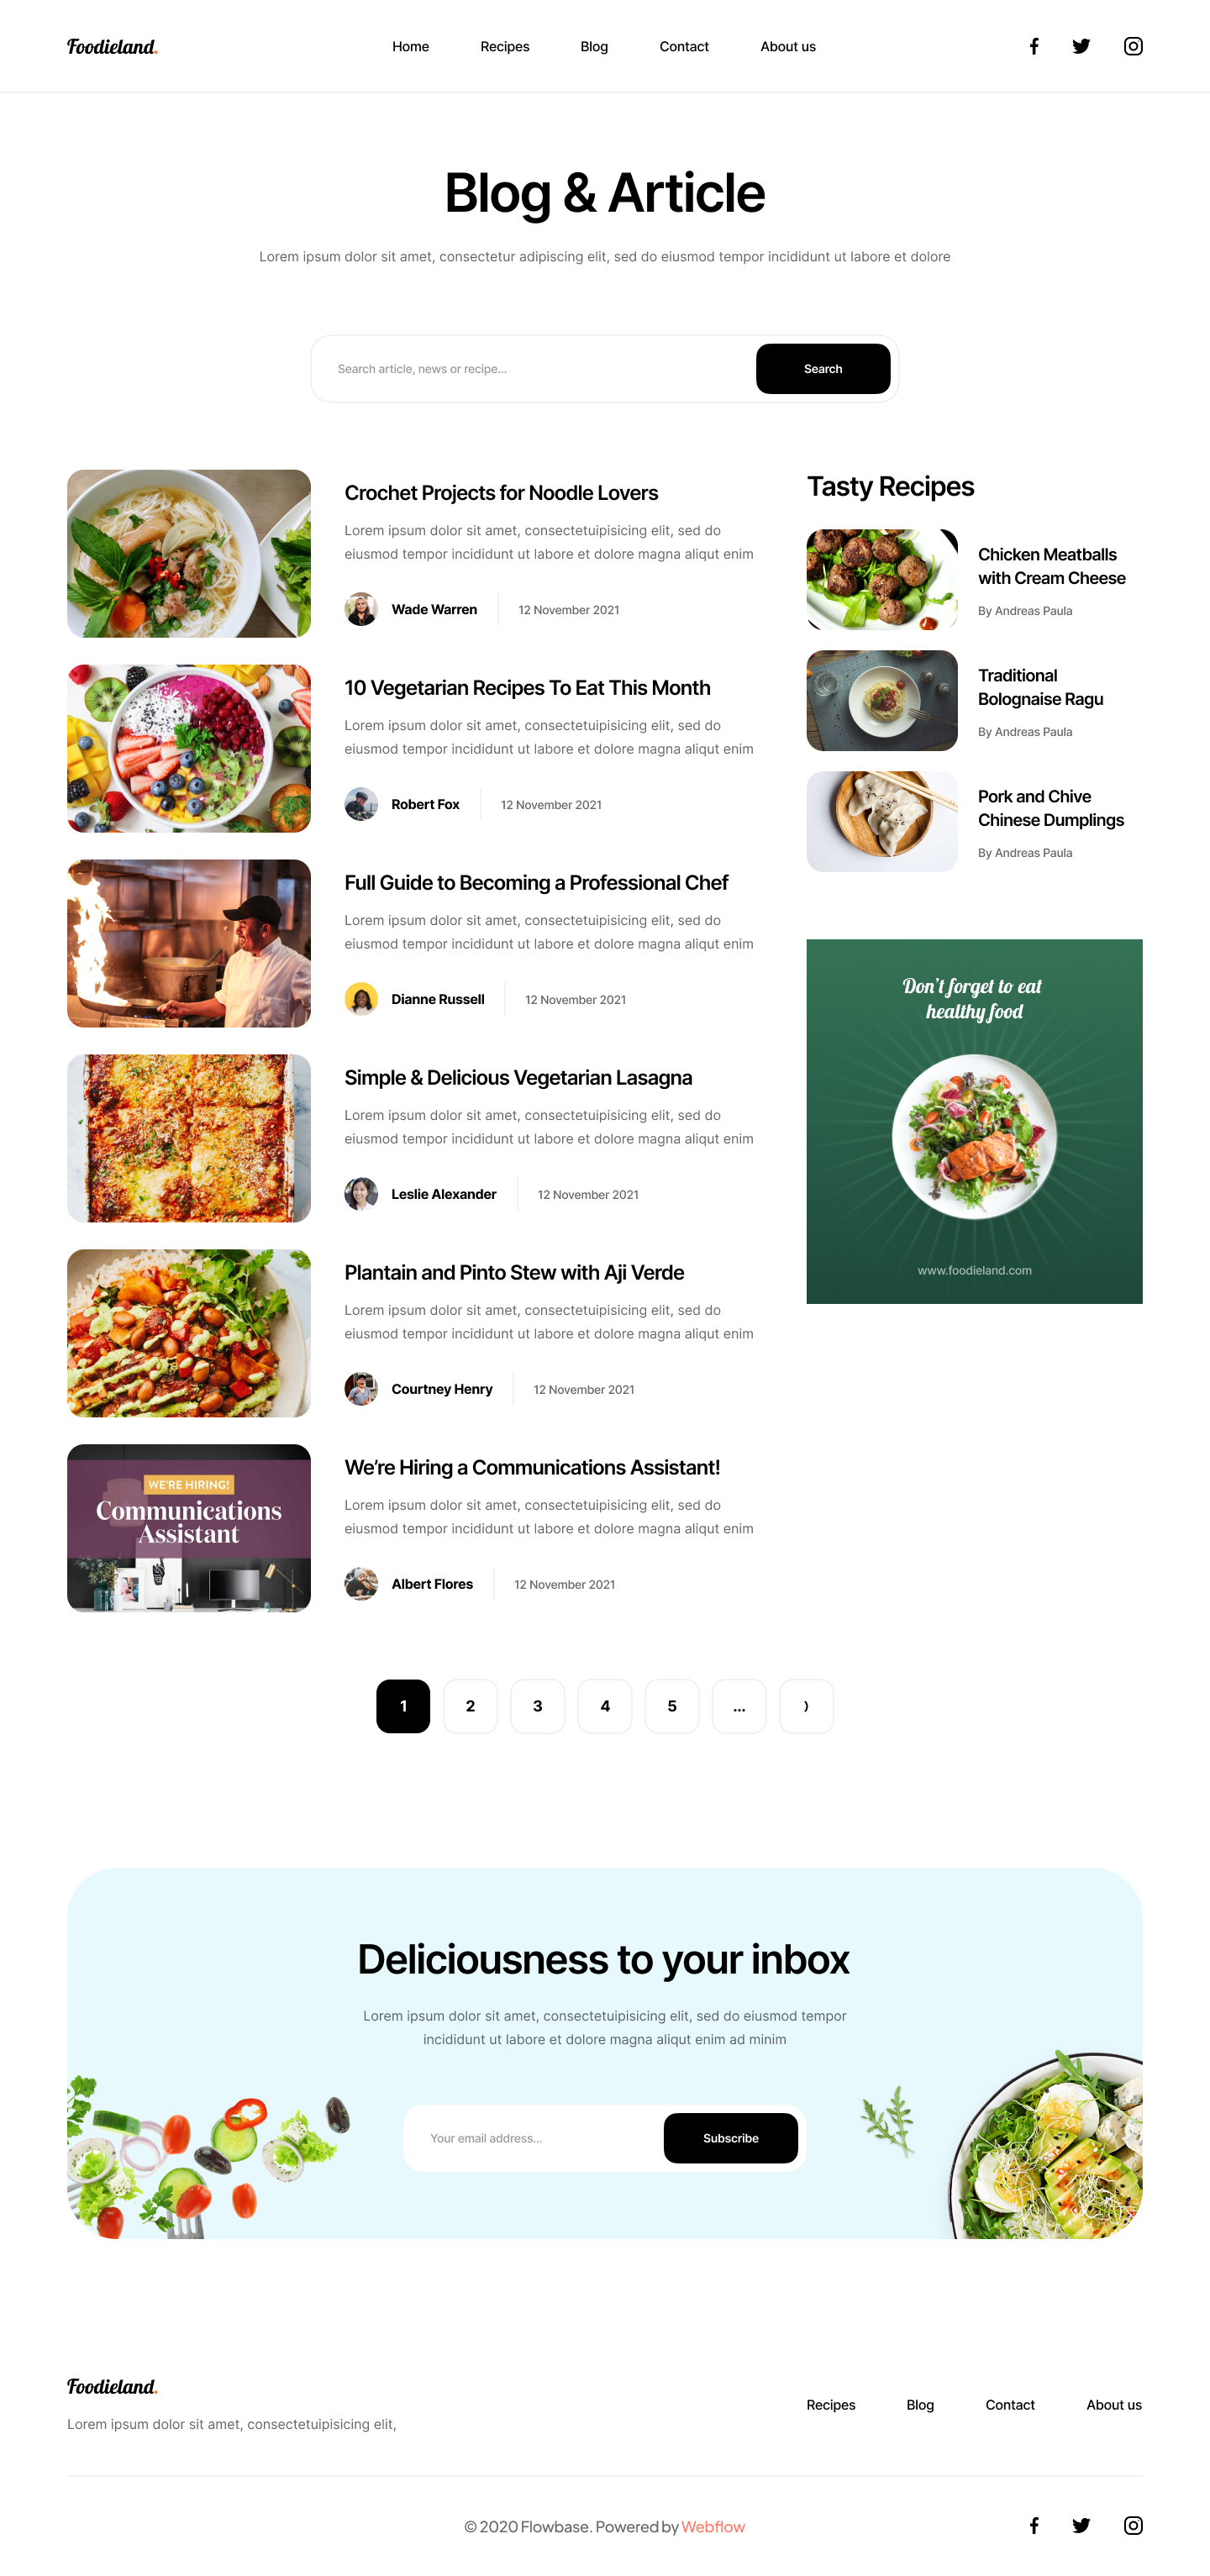 Foodieland.
Home Recipes Blog Contact About us
Blog & Article
Lorem ipsum dolor sit amet, consectetur adipiscing elit, sed do eiusmod tempor incididunt ut labore et dolore
Search article, news or recipe...
Search
Crochet Projects for Noodle Lovers
Lorem ipsum dolor sit amet, consectetuipisicing elit, sed do
eiusmod tempor incididunt ut labore et dolore magna aliqut enim
Wade Warren
12 November 2021
10 Vegetarian Recipes To Eat This Month
Lorem ipsum dolor sit amet, consectetuipisicing elit, sed do
eiusmod tempor incididunt ut labore et dolore magna aliqut enim
Robert Fox
12 November 2021
Full Guide to Becoming a Professional Chef
Lorem ipsum dolor sit amet, consectetuipisicing elit, sed do
eiusmod tempor incididunt ut labore et dolore magna aliqut enim
Dianne Russell
12 November 2021
Simple & Delicious Vegetarian Lasagna
Lorem ipsum dolor sit amet, consectetuipisicing elit, sed do
eiusmod tempor incididunt ut labore et dolore magna aliqut enim
Leslie Alexander
12 November 2021
Plantain and Pinto Stew with Aji Verde
Lorem ipsum dolor sit amet, consectetuipisicing elit, sed do
eiusmod tempor incididunt ut labore et dolore magna aliqut enim
Courtney Henry
12 November 2021
WE'RE HIRING!
Communications
Assistant
We’re Hiring a Communications Assistant!
Lorem ipsum dolor sit amet, consectetuipisicing elit, sed do
eiusmod tempor incididunt ut labore et dolore magna aliqut enim
Albert Flores
12 November 2021
Tasty Recipes
Chicken Meatballs
with Cream Cheese
By Andreas Paula
Traditional
Bolognaise Ragu
By Andreas Paula
Pork and Chive
Chinese Dumplings
By Andreas Paula
Don’t forget to eat
healthy food
www.foodieland.com
1 2 3 4 5 ...
Deliciousness to your inbox
Lorem ipsum dolor sit amet, consectetuipisicing elit, sed do eiusmod tempor
incididunt ut labore et dolore magna aliqut enim ad minim
Your email address...
Subscribe
Foodieland.
Lorem ipsum dolor sit amet, consectetuipisicing elit,
Recipes Blog Contact About us
© 2020 Flowbase. Powered by Webflow